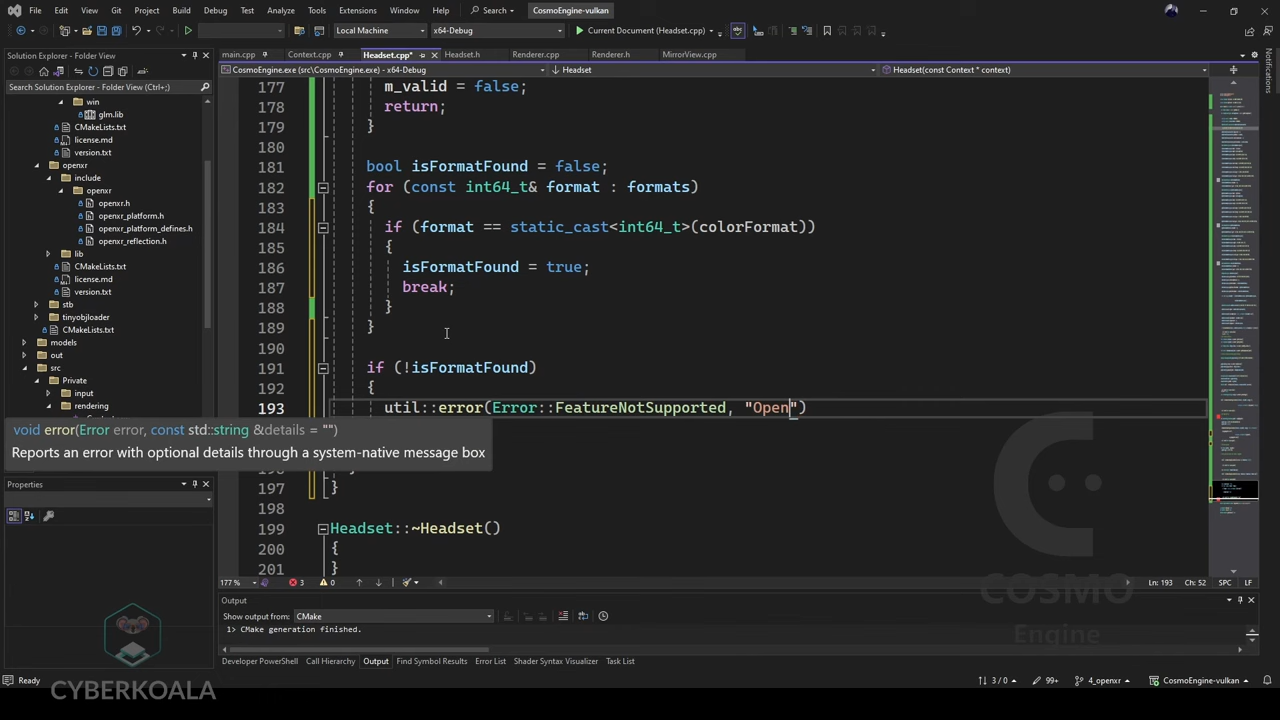 File Edit View Git Project Build Debug Test Analyze Tools Extensions Window Help Search CosmoEngine-vulkan
Local Machine x64-Debug Current Document (Headset.cpp)
Solution Explorer - Folder View
Search Solution Explorer - Folder View (Ctrl+;)
win
glm.lib
CMakeLists.txt
license.md
version.txt
openxr
include
openxr
openxr.h
openxr_platform.h
openxr_platform_defines.h
openxr_reflection.h
lib
CMakeLists.txt
license.md
version.txt
stb
tinyobjloader
CMakeLists.txt
models
out
src
Private
input
rendering
Properties
main.cpp Context.cpp Headset.cpp* Headset.h Renderer.cpp Renderer.h MirrorView.cpp
CosmoEngine.exe (src\CosmoEngine.exe) - x64-Debug Headset Headset(const Context * context)
177 m_valid = false;
178 return;
179 }
180
181 bool isFormatFound = false;
182 for (const int64_t& format : formats)
183
184 if (format == static_cast<int64_t>(colorFormat))
185 {
186 isFormatFound = true;
187 break;
188 }
189 }
190
191 if (!isFormatFound)
192 {
193 util::error(Error::FeatureNotSupported, "Open")
void error(Error error, const std::string &details = "")
Reports an error with optional details through a system-native message box
197 }
198
199 Headset::~Headset()
200 {
201 }
177 % 3 0 Ln: 193 Ch: 52 SPC LF
Output
Show output from: CMake
1> CMake generation finished.
Developer PowerShell Call Hierarchy Output Find Symbol Results Shader Syntax Visualizer Error List Task List
Ready 3 / 0 99+ 4_openxr CosmoEngine-vulkan
Notifications
COSMO
Engine
CYBERKOALA